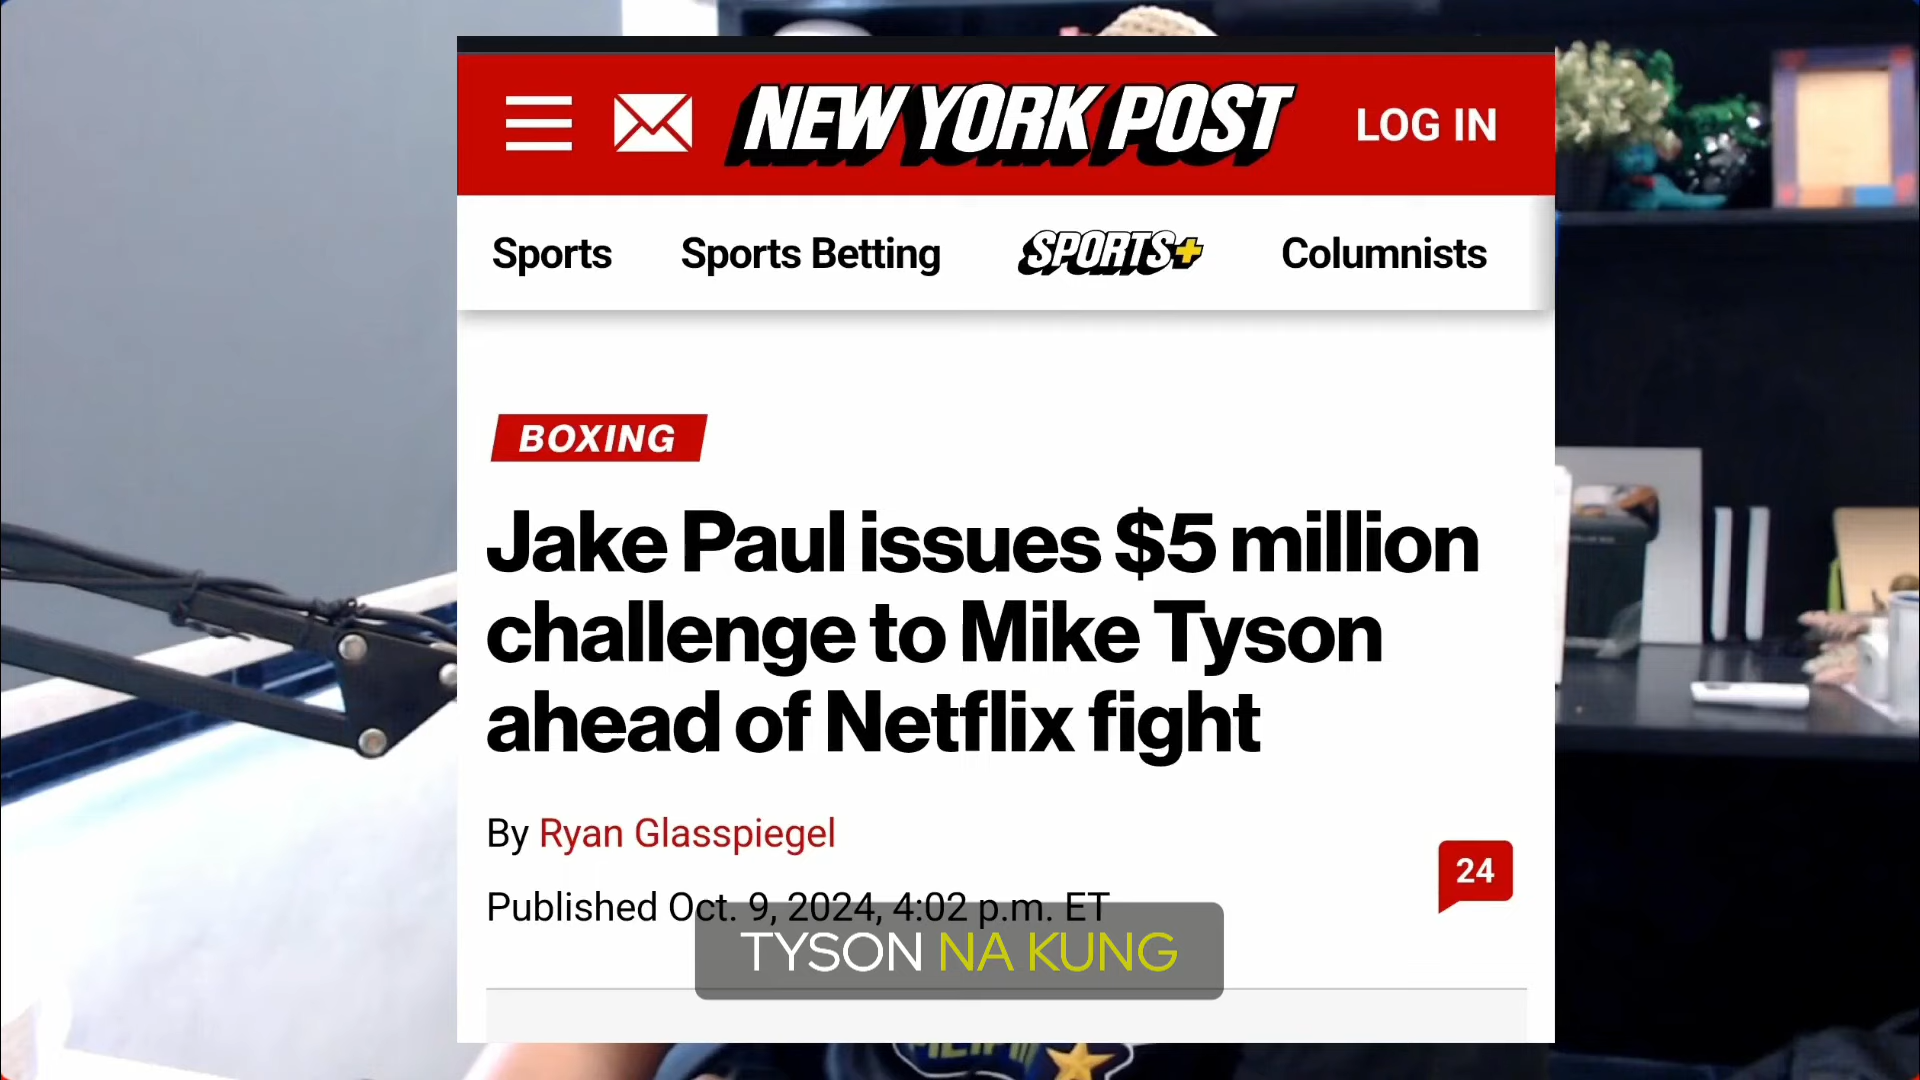 NEW YORK POST
LOG IN
Sports
Sports Betting
SPORTS+
Columnists
BOXING
Jake Paul issues $5 million
challenge to Mike Tyson
ahead of Netflix fight
By Ryan Glasspiegel
24
Published Oct. 9, 2024, 4:02 p.m. ET
TYSON NA KUNG